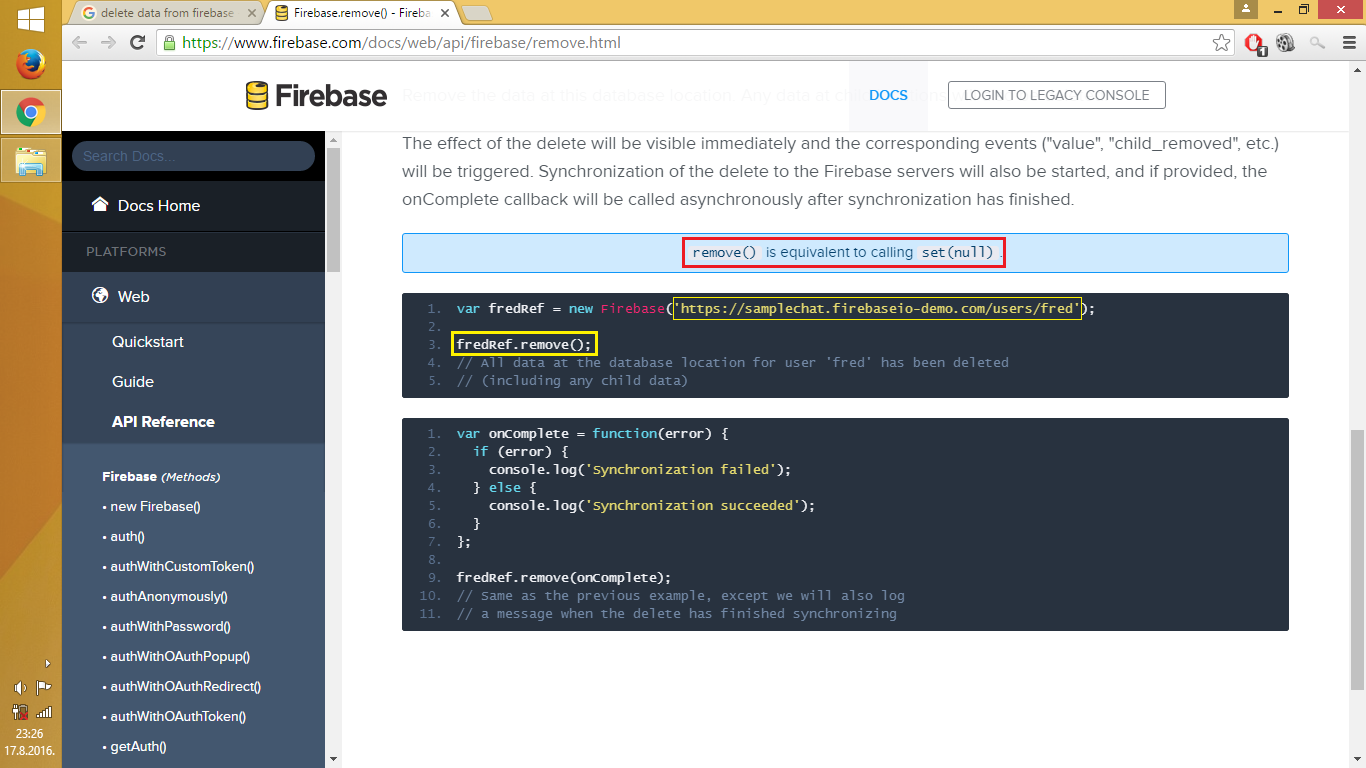 delete data from firebase
Firebase.remove() - Fireba
https://www.firebase.com/docs/web/api/firebase/remove.html
1
Firebase
DOCS
LOGIN TO LEGACY CONSOLE
Remove the data at this database location. Any data at child
Search Docs...
Docs Home
PLATFORMS
Web
Quickstart
Guide
API Reference
Firebase (Methods)
• new Firebase()
• auth()
• authWithCustomToken()
• authAnonymously()
• authWithPassword()
• authWithOAuthPopup()
• authWithOAuthRedirect()
• authWithOAuthToken()
• getAuth()
The effect of the delete will be visible immediately and the corresponding events ("value", "child_removed", etc.)
will be triggered. Synchronization of the delete to the Firebase servers will also be started, and if provided, the
onComplete callback will be called asynchronously after synchronization has finished.
remove() is equivalent to calling set(null) .
1. var fredRef = new Firebase('https://samplechat.firebaseio-demo.com/users/fred');
2.
3. fredRef.remove();
4. // All data at the database location for user 'fred' has been deleted
5. // (including any child data)
1. var onComplete = function(error) {
2. if (error) {
3. console.log('Synchronization failed');
4. } else {
5. console.log('Synchronization succeeded');
6. }
7. };
8.
9. fredRef.remove(onComplete);
10. // Same as the previous example, except we will also log
11. // a message when the delete has finished synchronizing
23:26
17.8.2016.